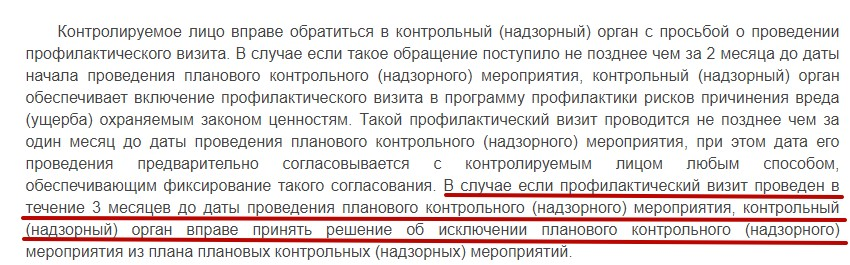 Контролируемое лицо вправе обратиться в контрольный (надзорный) орган с просьбой о проведении
профилактического визита. В случае если такое обращение поступило не позднее чем за 2 месяца до даты
начала проведения планового контрольного (надзорного) мероприятия, контрольный (надзорный) орган
обеспечивает включение профилактического визита в программу профилактики рисков причинения вреда
(ущерба) охраняемым законом ценностям. Такой профилактический визит проводится не позднее чем за
один месяц до даты проведения планового контрольного (надзорного) мероприятия, при этом дата его
проведения предварительно согласовывается с контролируемым лицом любым способом,
обеспечивающим фиксирование такого согласования. В случае если профилактический визит проведен в
течение 3 месяцев до даты проведения планового контрольного (надзорного) мероприятия, контрольный
(надзорный) орган вправе принять решение об исключении планового контрольного (надзорного)
мероприятия из плана плановых контрольных (надзорных) мероприятий.